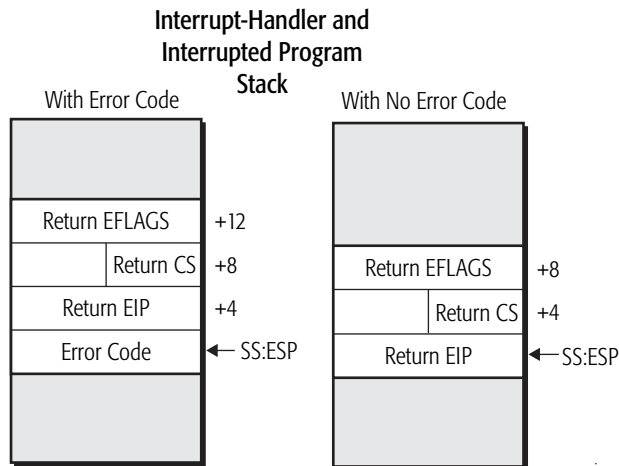 Interrupt-Handler and
Interrupted Program
Stack
With Error Code
Return EFLAGS +12
Return CS +8
Return EIP +4
Error Code SS:ESP
With No Error Code
Return EFLAGS +8
Return CS +4
Return EIP SS:ESP